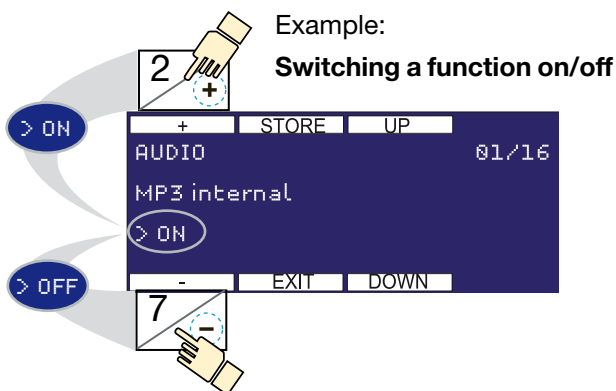 Example:
Switching a function on/off
2
+
> ON
+ STORE UP
AUDIO 01/16
MP3 internal
> ON
> OFF
- EXIT DOWN
7
-